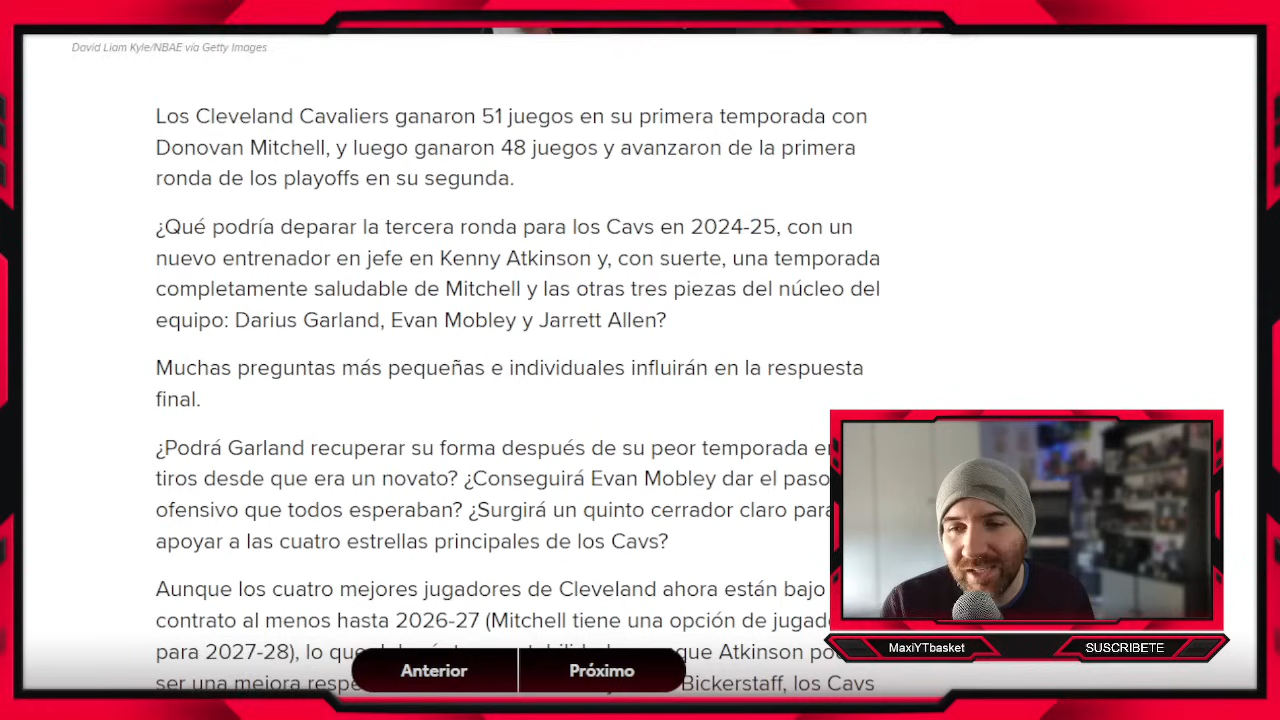 David Liam Kyle/NBAE vía Getty Images
Los Cleveland Cavaliers ganaron 51 juegos en su primera temporada con
Donovan Mitchell, y luego ganaron 48 juegos y avanzaron de la primera
ronda de los playoffs en su segunda.
¿Qué podría deparar la tercera ronda para los Cavs en 2024-25, con un
nuevo entrenador en jefe en Kenny Atkinson y, con suerte, una temporada
completamente saludable de Mitchell y las otras tres piezas del núcleo del
equipo: Darius Garland, Evan Mobley y Jarrett Allen?
Muchas preguntas más pequeñas e individuales influirán en la respuesta
final.
¿Podrá Garland recuperar su forma después de su peor temporada en
tiros desde que era un novato? ¿Conseguirá Evan Mobley dar el paso
ofensivo que todos esperaban? ¿Surgirá un quinto cerrador claro para
apoyar a las cuatro estrellas principales de los Cavs?
Aunque los cuatro mejores jugadores de Cleveland ahora están bajo
contrato al menos hasta 2026-27 (Mitchell tiene una opción de
para 2027-28), lo que Atkinson
ser una mejora Bickerstaff, los Cavs
Anterior
Próximo
MaxiYTbasket
SUSCRIBETE